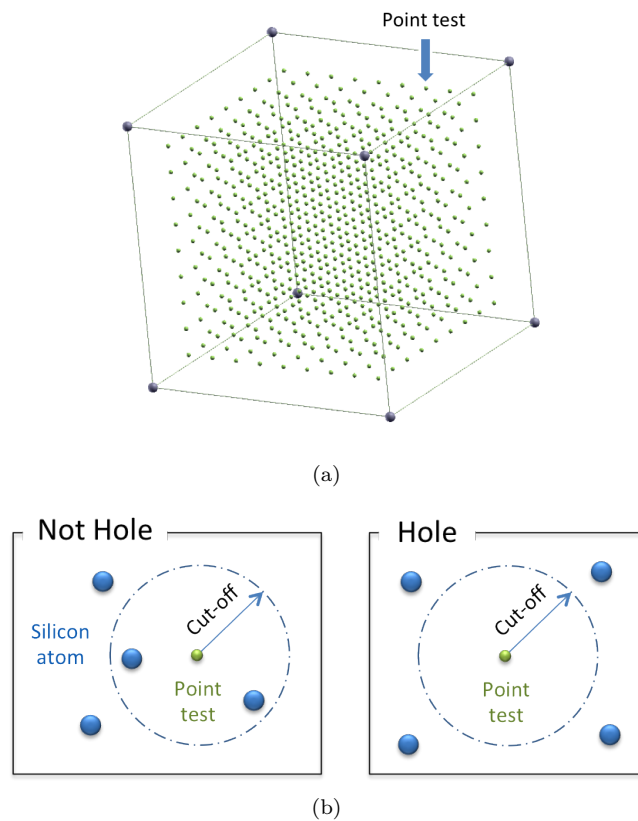 Point test
(a)
Not Hole
Cut-off
Silicon
atom
Point
test
Hole
Cut-off
Point
test
(b)